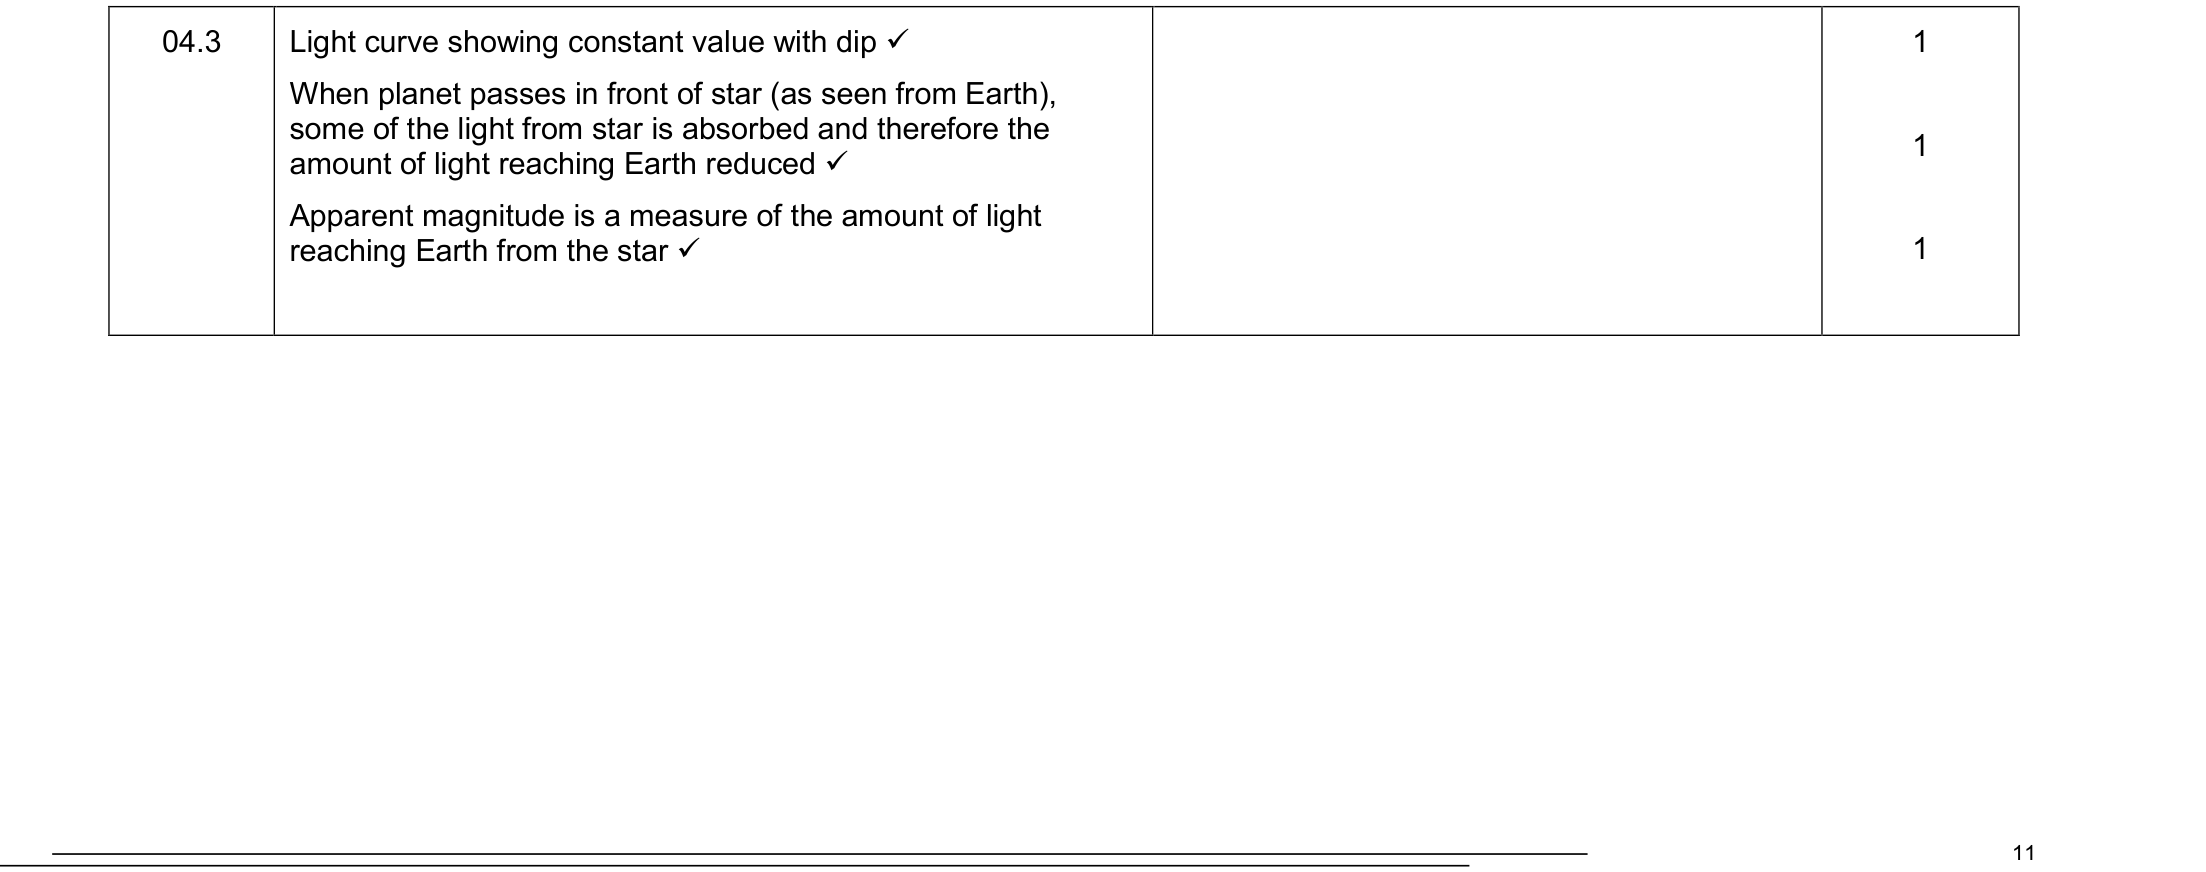 04.3
Light curve showing constant value with dip ✓
1
When planet passes in front of star (as seen from Earth),
some of the light from star is absorbed and therefore the
amount of light reaching Earth reduced ✓
1
Apparent magnitude is a measure of the amount of light
reaching Earth from the star ✓
1
11